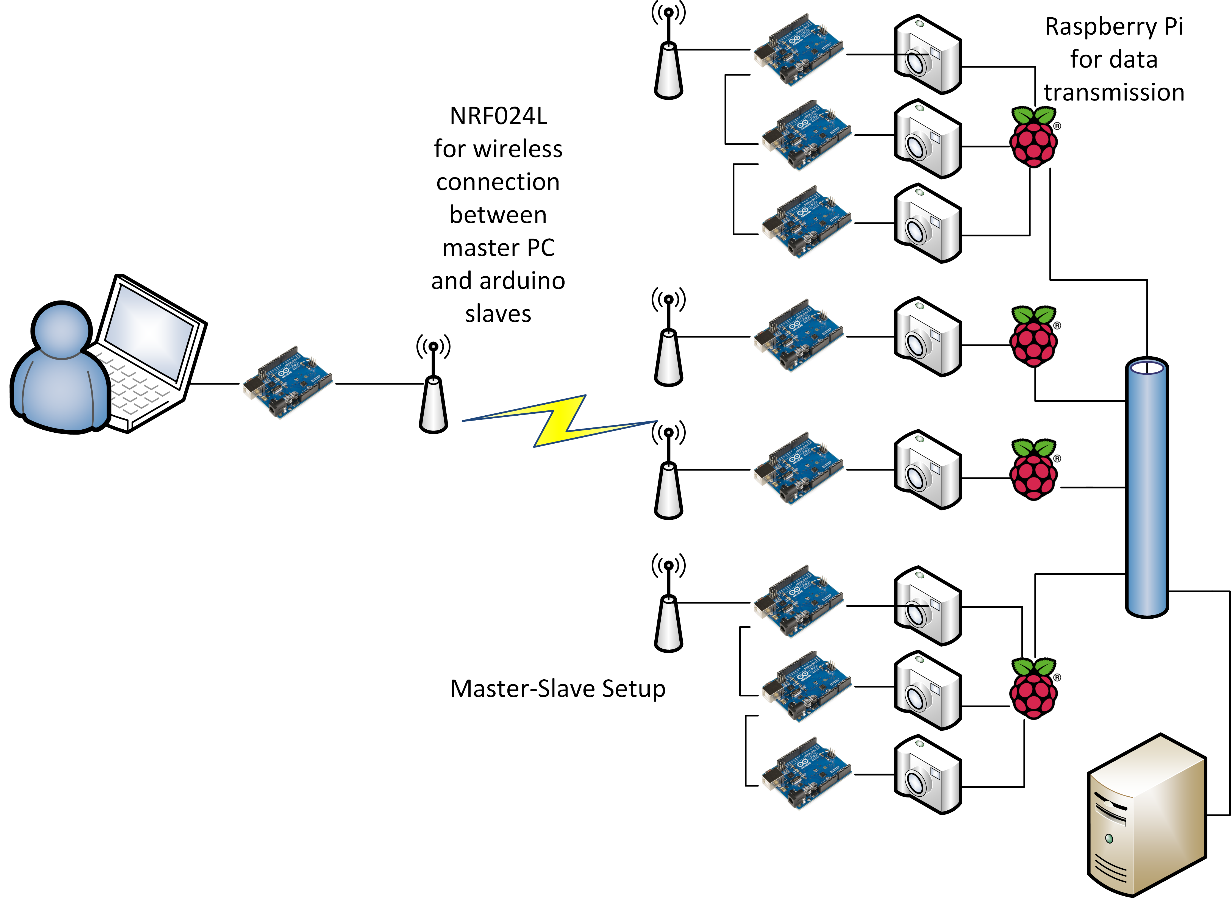 Raspberry Pi
for data
transmission
NRF024L
for wireless
connection
between
master PC
and arduino
slaves
Master-Slave Setup